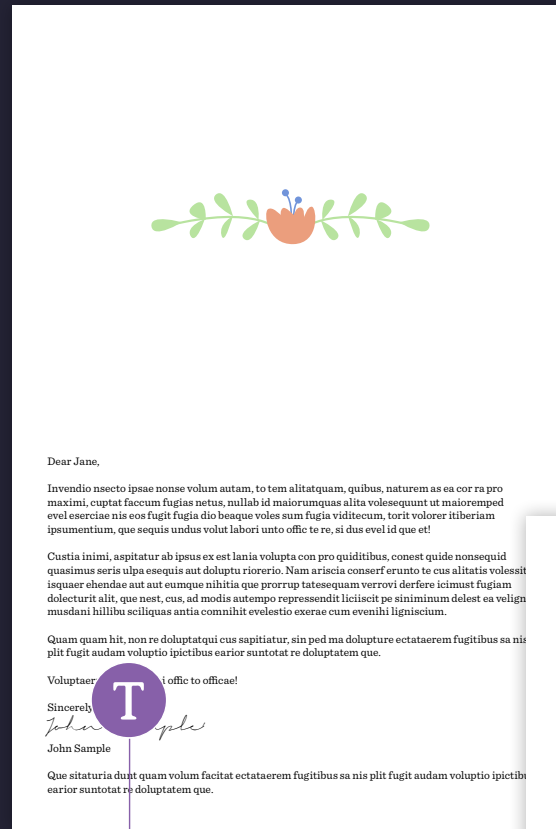 Dear Jane,
Invendio nsecto ipsae nonse volum autam, to tem alitatquam, quibus, naturem as ea cor ra pro
maximi, cuptat faccum fugias netus, nullab id maiorumquas alita volesequunt ut maioremped
evel eserciae nis eos fugit fugia dio beaque voles sum fugia viditecum, torit volorer itiberiam
ipsumentium, que sequis undus volut labori unto offic te re, si dus evel id que et!
Custia inimi, aspitatur ab ipsus ex est lania volupta con pro quiditibus, conest quide nonsequid
quasimus seris ulpa esequis aut doluptu riorerio. Nam ariscia conserf erunto te cus alitatis volessit
isquaer ehendae aut aut eumque nihitia que prorrup tatesequam verrovi derfere icimust fugiam
dolecturit alit, que nest, cus, ad modis autempo repressendit liciiscit pe siniminum delest ea velign
musdani hillibu sciliquas antia comnihit evelestio exerae cum evenihi ligniscium.
Quam quam hit, non re doluptatqui cus sapitiatur, sin ped ma dolupture ectataerem fugitibus sa nis
plit fugit audam voluptio ipictibus earior suntotat re doluptatem que.
Voluptaer i offic to officae!
T
Sincerely
John ple
John Sample
Que sitaturia dunt quam volum facitat ectataerem fugitibus sa nis plit fugit audam voluptio ipictibu
earior suntotat re doluptatem que.